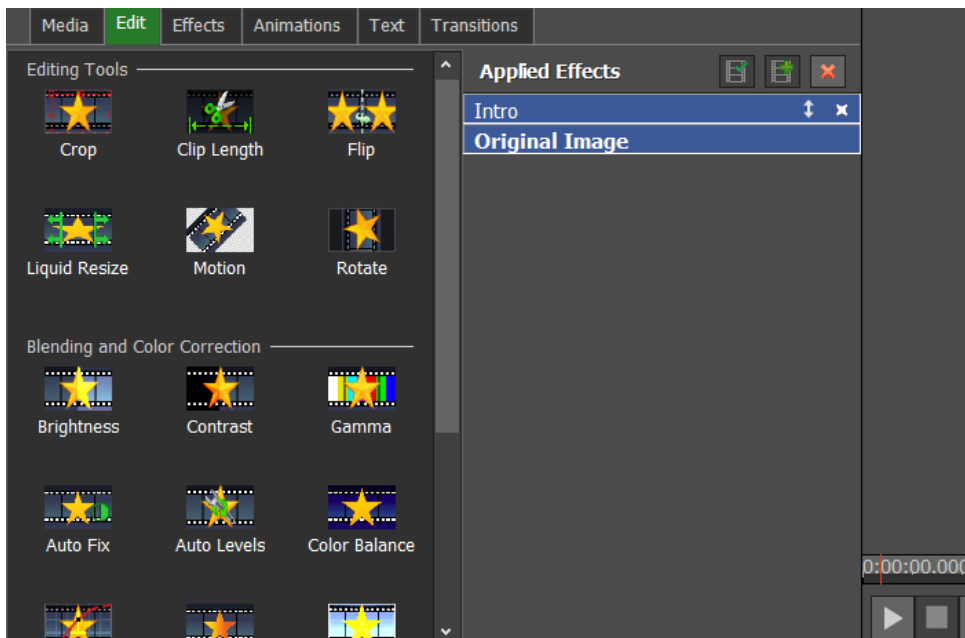 Media Edit Effects Animations Text Transitions
Editing Tools
Crop Clip Length Flip
Liquid Resize Motion Rotate
Blending and Color Correction
Brightness Contrast Gamma
Auto Fix Auto Levels Color Balance
Applied Effects
Intro
Original Image
0:00:00.000